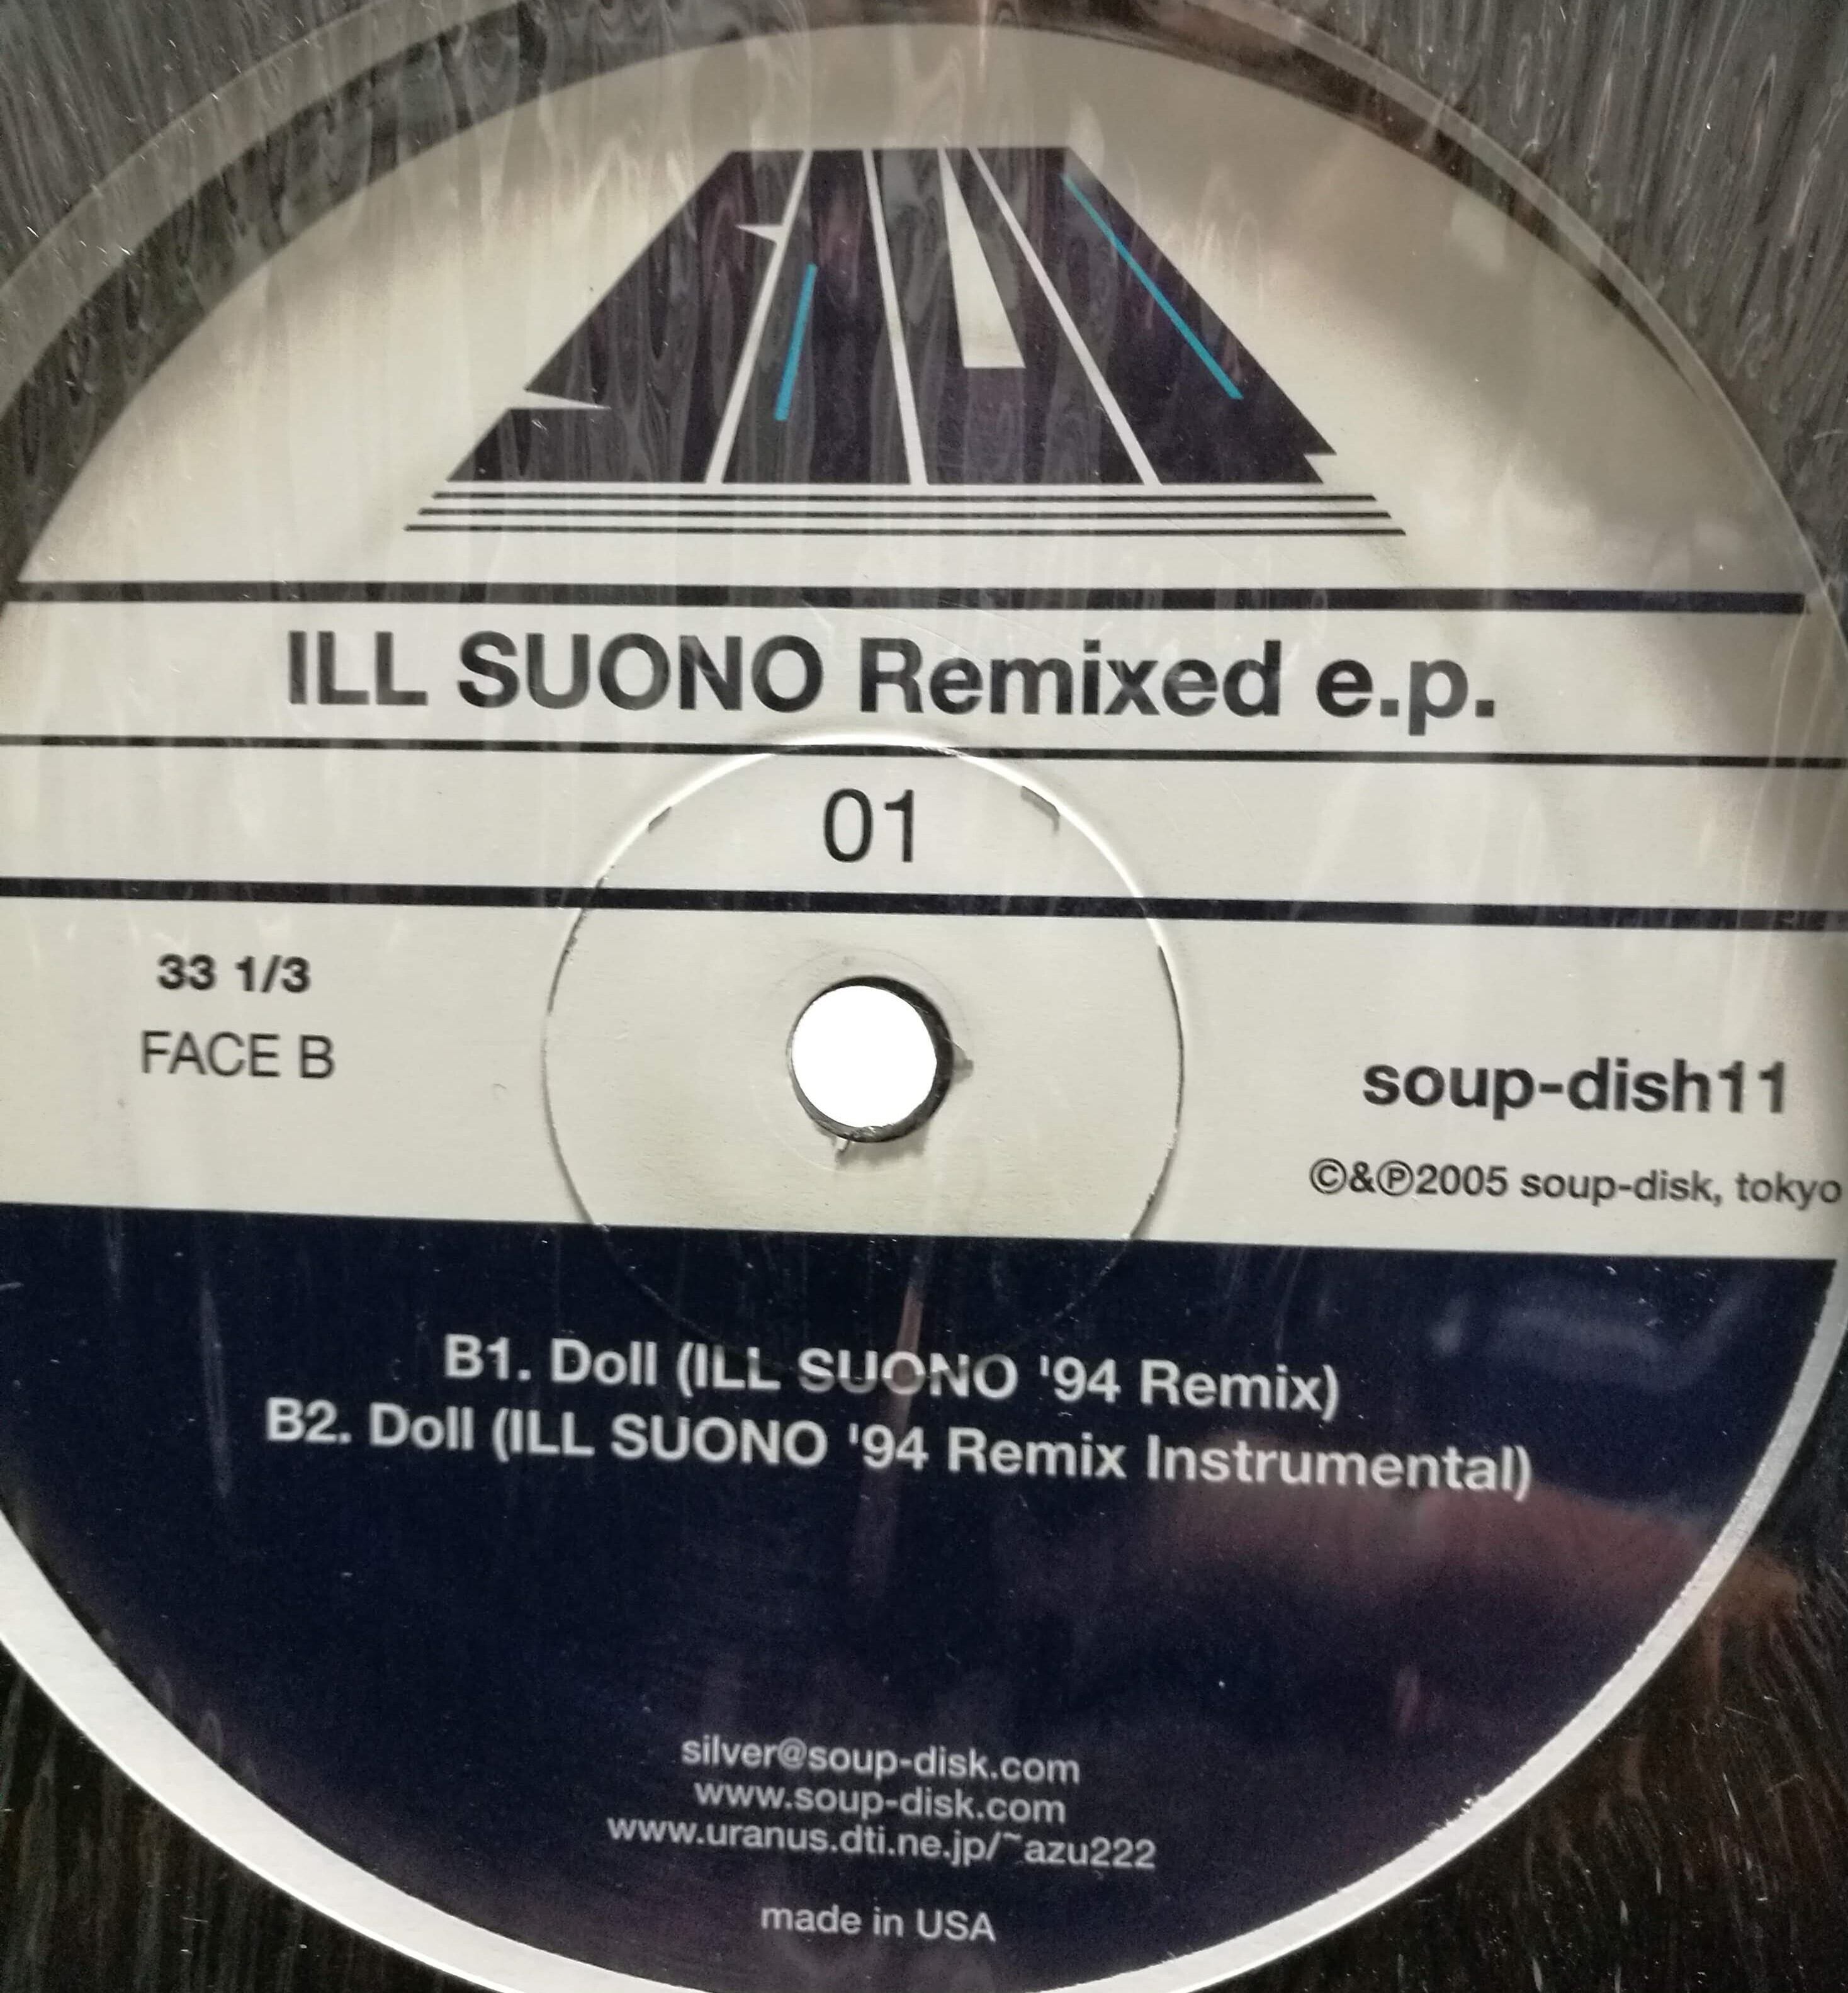 ILL SUONO Remixed e.p.
01
33 1/3
FACE B
soup-dish11
©&℗2005 soup-disk, tokyo
B1. Doll (ILL SUONO '94 Remix)
B2. Doll (ILL SUONO '94 Remix Instrumental)
silver@soup-disk.com
www.soup-disk.com
www.uranus.dti.ne.jp/~azu222
made in USA